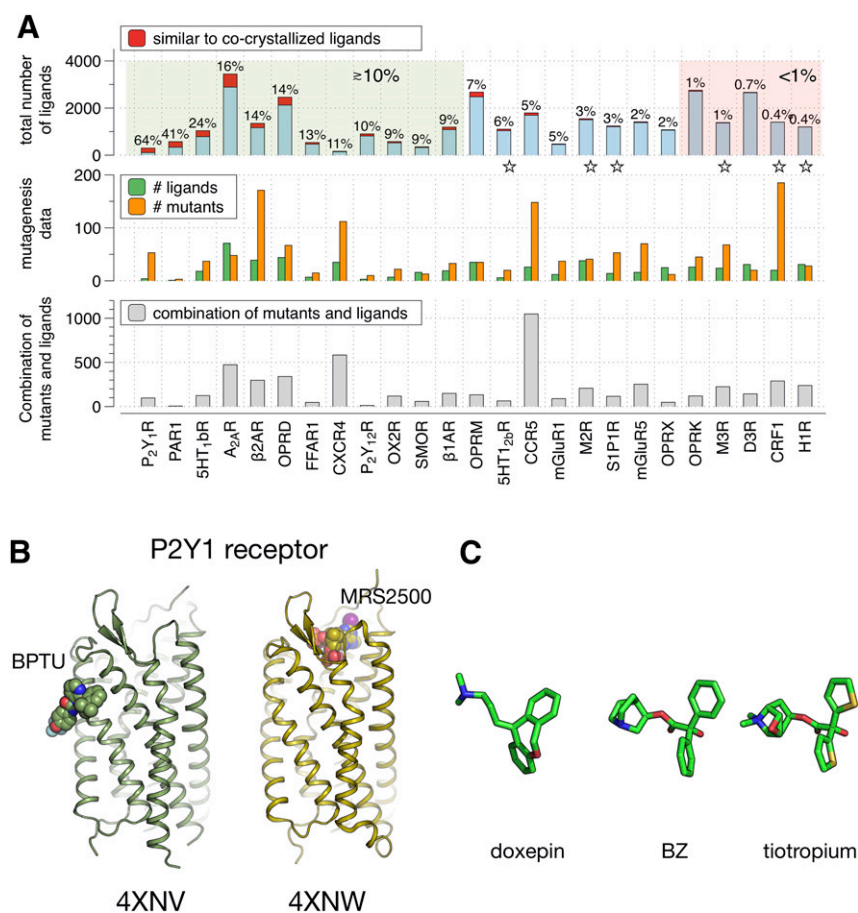 A
similar to co-crystallized ligands
total number
of ligands
4000
2000
0
≥10%
<1%
64%
41%
24%
16%
14%
14%
13%
11%
10%
9%
9%
9%
7%
6%
5%
5%
3%
3%
2%
2%
1%
1%
0.7%
0.4%
0.4%
mutagenesis
data
200
100
0
# ligands
# mutants
Combination of
mutants and ligands
1000
500
0
combination of mutants and ligands
P2Y1R
PAR1
5HT1bR
A2AR
β2AR
OPRD
FFAR1
CXCR4
P2Y12R
OX2R
SMOR
β1AR
OPRM
5HT12bR
CCR5
mGluR1
M2R
S1P1R
mGluR5
OPRX
OPRK
M3R
D3R
CRF1
H1R
B
P2Y1 receptor
BPTU
MRS2500
4XNV
4XNW
C
doxepin
BZ
tiotropium